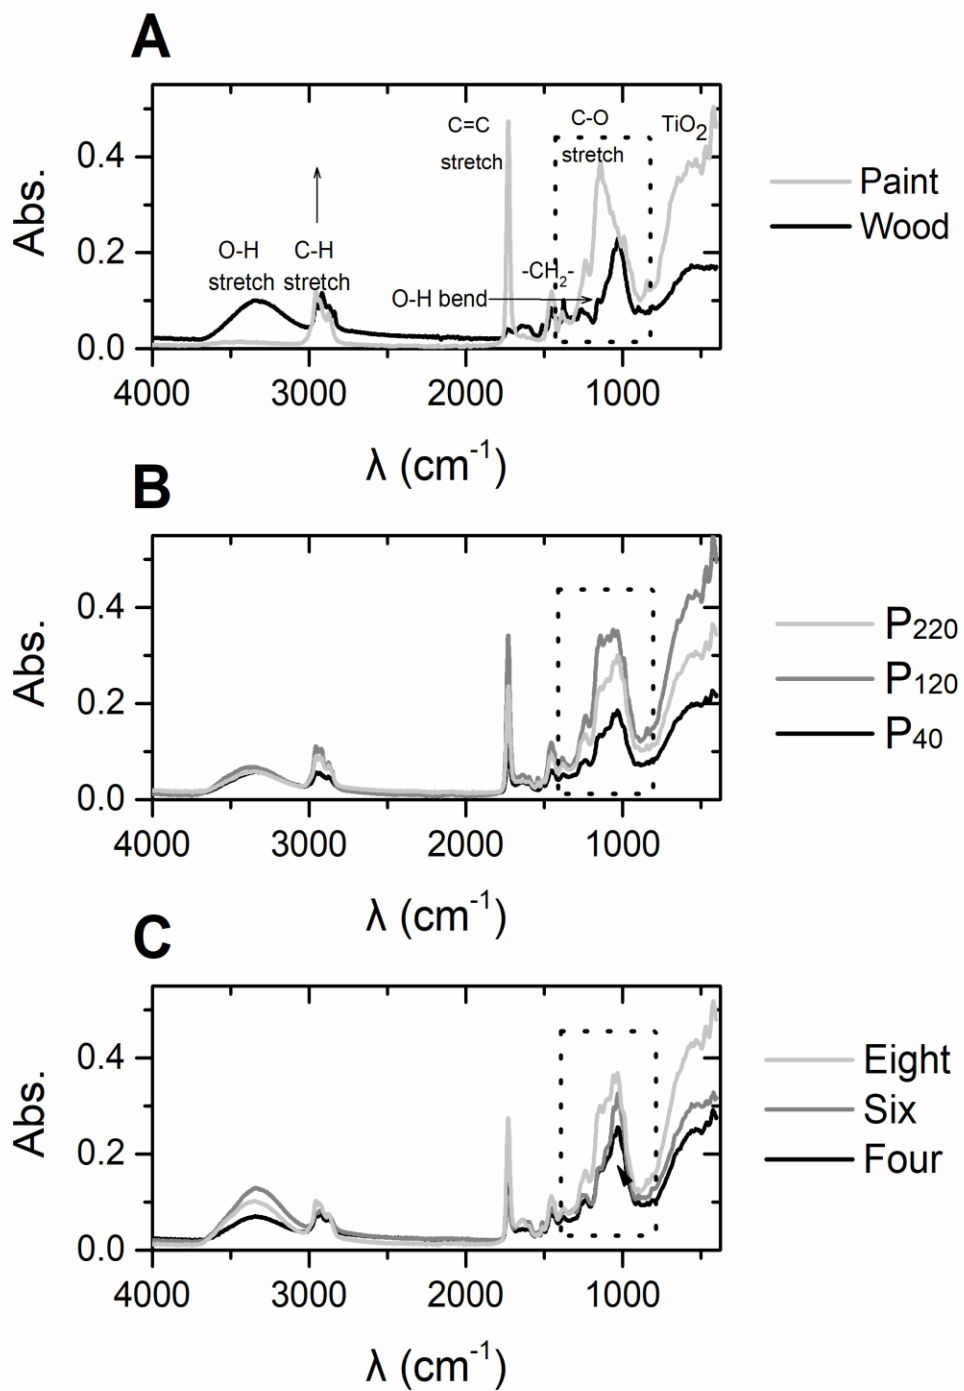 A
Abs.
0.4
0.2
0.0
C=C
stretch
C-O
stretch
TiO2
O-H
stretch
C-H
stretch
-CH2-
O-H bend
Paint
Wood
4000 3000 2000 1000
λ (cm-1)
B
Abs.
0.4
0.2
0.0
P220
P120
P40
4000 3000 2000 1000
λ (cm-1)
C
Abs.
0.4
0.2
0.0
Eight
Six
Four
4000 3000 2000 1000
λ (cm-1)